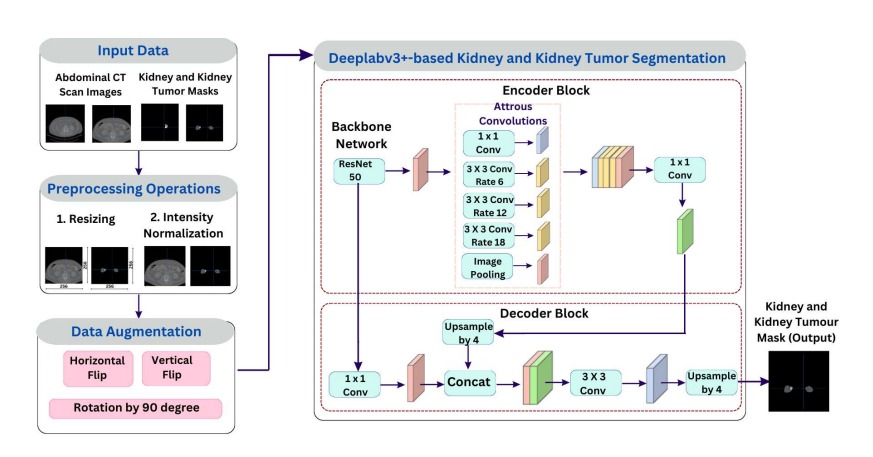 Input Data
Abdominal CT
Scan Images
Kidney and Kidney
Tumor Masks
Preprocessing Operations
1. Resizing
2. Intensity
Normalization
256
256
256
256
Data Augmentation
Horizontal
Flip
Vertical
Flip
Rotation by 90 degree
Deeplabv3+-based Kidney and Kidney Tumor Segmentation
Encoder Block
Backbone
Network
ResNet
50
Attrous
Convolutions
1 x 1
Conv
3 X 3 Conv
Rate 6
3 X 3 Conv
Rate 12
3 X 3 Conv
Rate 18
Image
Pooling
1 x 1
Conv
Decoder Block
Upsample
by 4
1 x 1
Conv
Concat
3 X 3
Conv
Upsample
by 4
Kidney and
Kidney Tumour
Mask (Output)